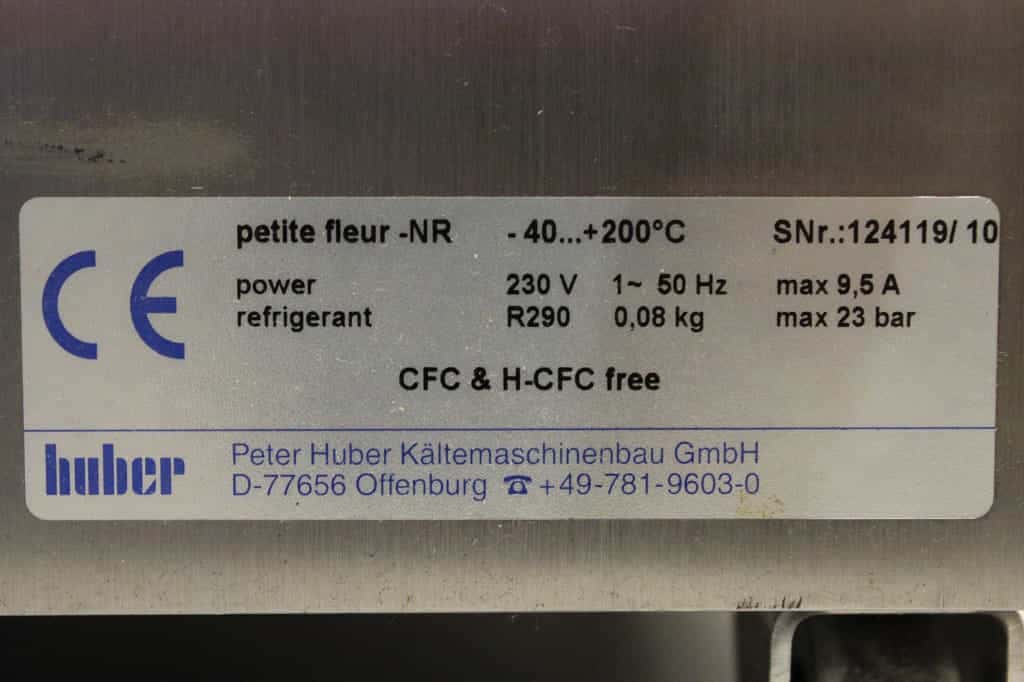 CE petite fleur -NR - 40...+200°C SNr.:124119/ 10
power 230 V 1~ 50 Hz max 9,5 A
refrigerant R290 0,08 kg max 23 bar
CFC & H-CFC free
huber Peter Huber Kältemaschinenbau GmbH
D-77656 Offenburg ☎ +49-781-9603-0